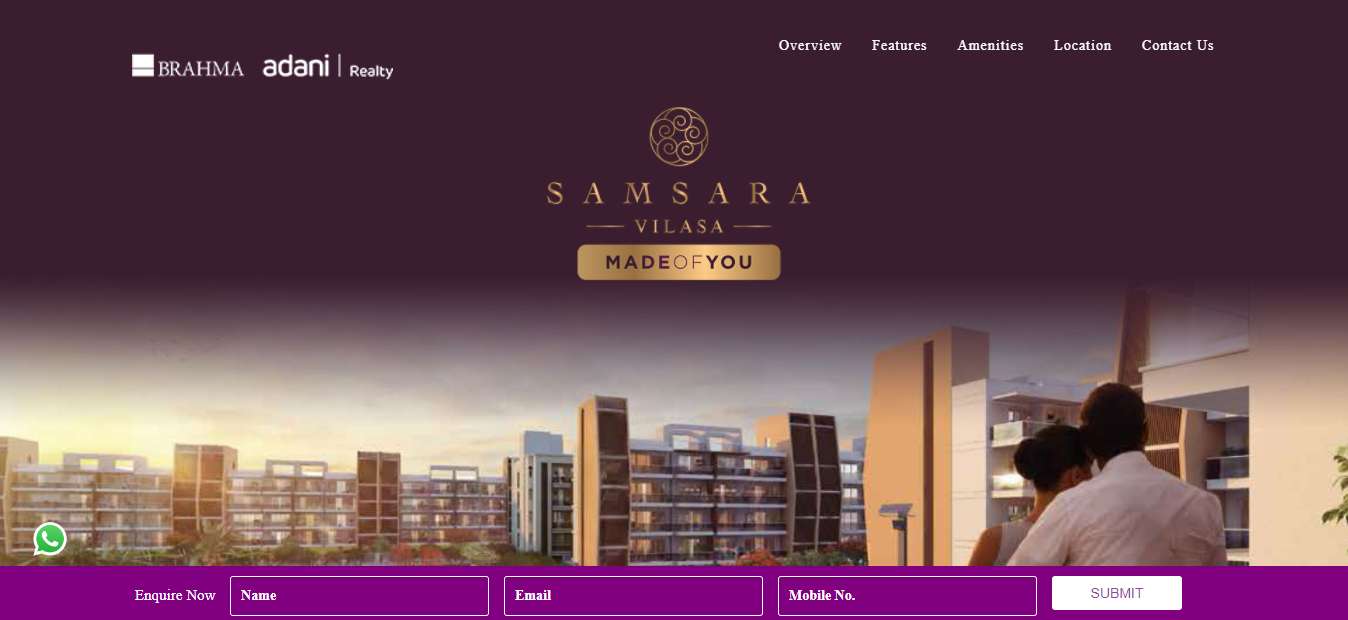 Overview Features Amenities Location Contact Us
BRAHMA adani | Realty
SAMSARA
VILASA
MADEOFYOU
Enquire Now Name Email Mobile No. SUBMIT